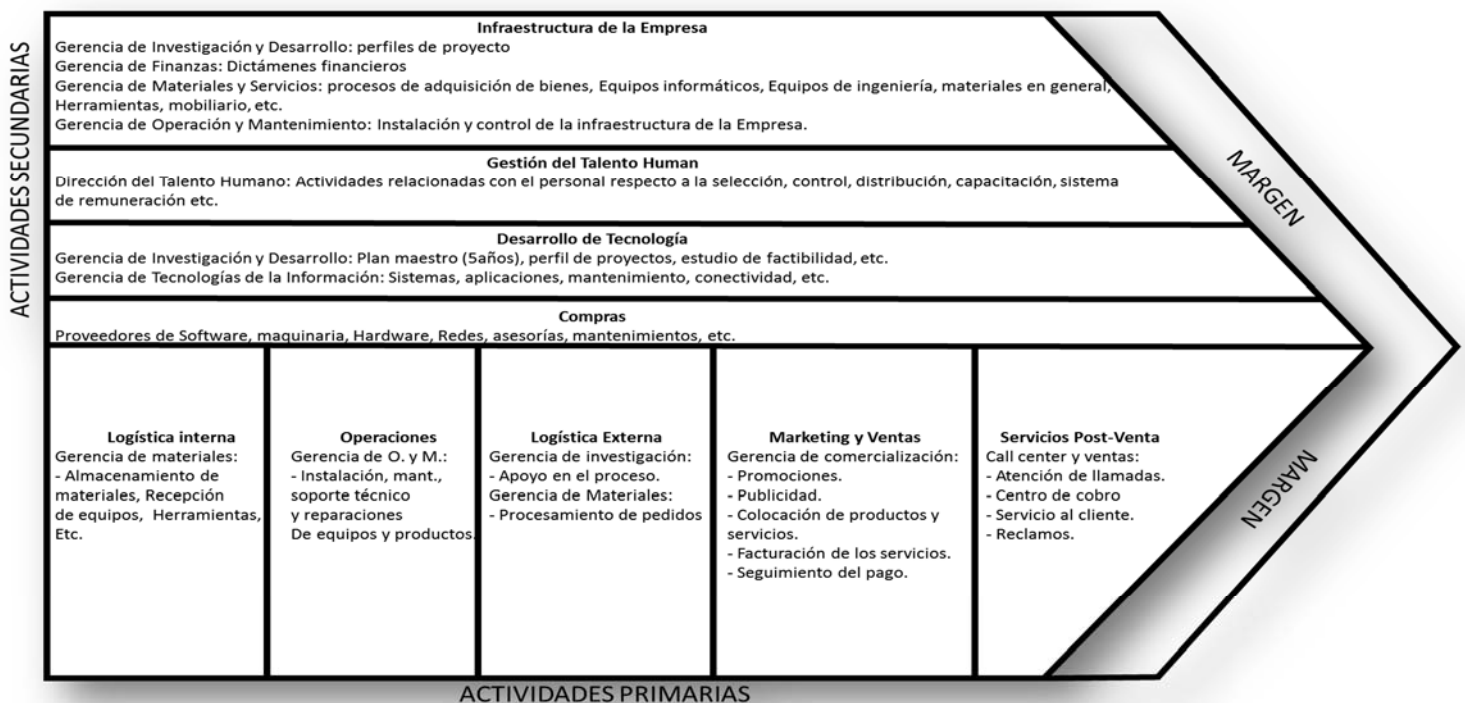 ACTIVIDADES SECUNDARIAS
Infraestructura de la Empresa
Gerencia de Investigación y Desarrollo: perfiles de proyecto
Gerencia de Finanzas: Dictámenes financieros
Gerencia de Materiales y Servicios: procesos de adquisición de bienes, Equipos informáticos, Equipos de ingeniería, materiales en general,
Herramientas, mobiliario, etc.
Gerencia de Operación y Mantenimiento: Instalación y control de la infraestructura de la Empresa.
Gestión del Talento Human
Dirección del Talento Humano: Actividades relacionadas con el personal respecto a la selección, control, distribución, capacitación, sistema
de remuneración etc.
Desarrollo de Tecnología
Gerencia de Investigación y Desarrollo: Plan maestro (5años), perfil de proyectos, estudio de factibilidad, etc.
Gerencia de Tecnologías de la Información: Sistemas, aplicaciones, mantenimiento, conectividad, etc.
Compras
Proveedores de Software, maquinaria, Hardware, Redes, asesorías, mantenimientos, etc.
Logística interna
Gerencia de materiales:
- Almacenamiento de
materiales, Recepción
de equipos, Herramientas,
Etc.
Operaciones
Gerencia de O. y M.:
- Instalación, mant.,
soporte técnico
y reparaciones
De equipos y productos.
Logística Externa
Gerencia de investigación:
- Apoyo en el proceso.
Gerencia de Materiales:
- Procesamiento de pedidos
Marketing y Ventas
Gerencia de comercialización:
- Promociones.
- Publicidad.
- Colocación de productos y
servicios.
- Facturación de los servicios.
- Seguimiento del pago.
Servicios Post-Venta
Call center y ventas:
- Atención de llamadas.
- Centro de cobro
- Servicio al cliente.
- Reclamos.
MARGEN
MARGEN
ACTIVIDADES PRIMARIAS